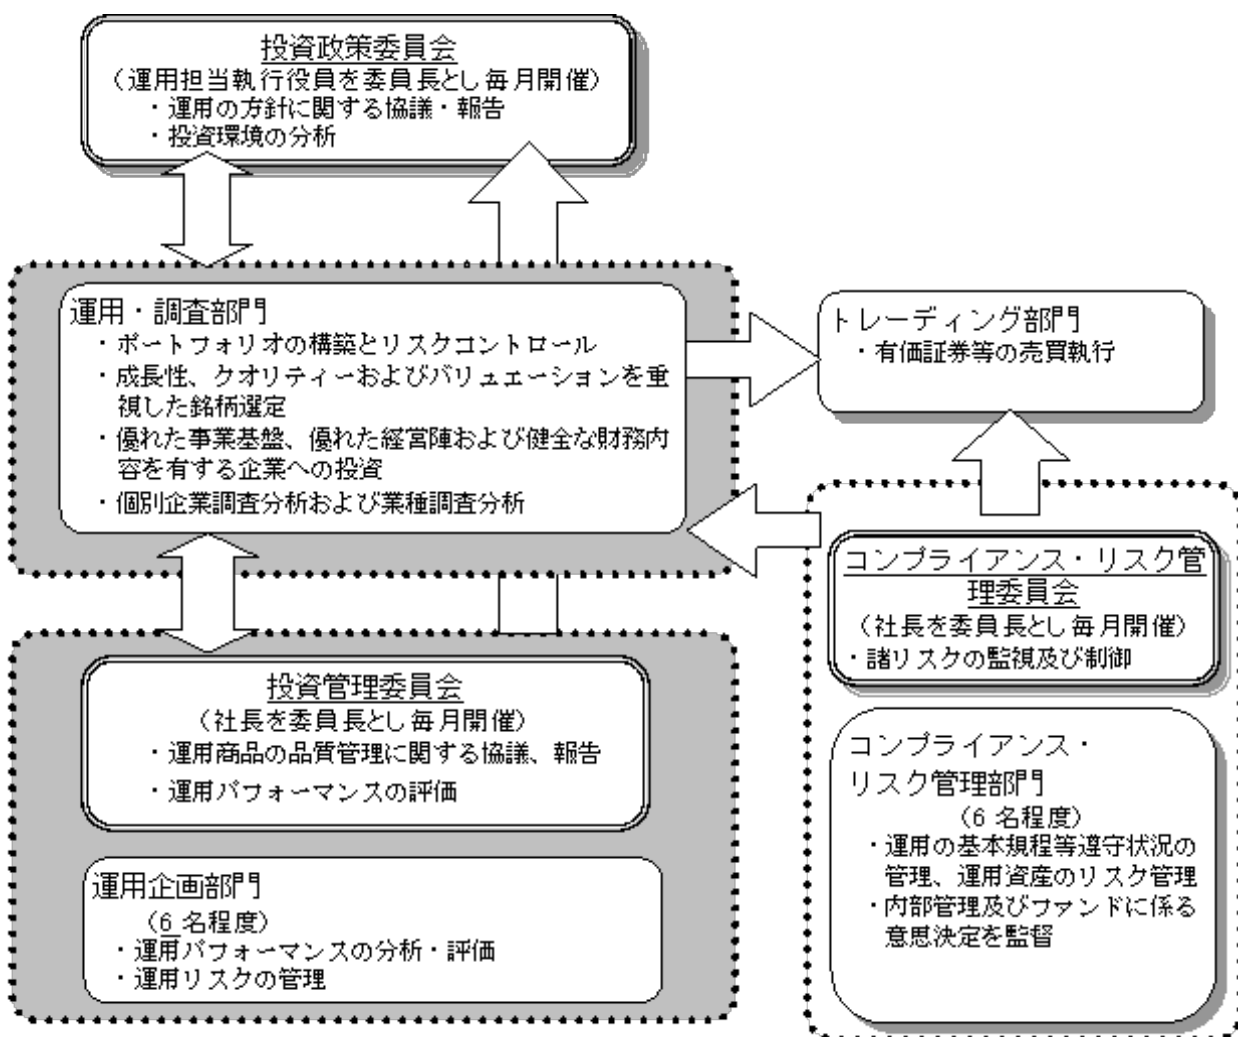 投資政策委員会
（運用担当執行役員を委員長とし毎月開催）
・運用の方針に関する協議・報告
・投資環境の分析
運用・調査部門
・ポートフォリオの構築とリスクコントロール
・成長性、クオリティーおよびバリュエーションを重
視した銘柄選定
・優れた事業基盤、優れた経営陣および健全な財務内
容を有する企業への投資
・個別企業調査分析および業種調査分析
トレーディング部門
・有価証券等の売買執行
コンプライアンス・リスク管
理委員会
（社長を委員長とし毎月開催）
・諸リスクの監視及び制御
投資管理委員会
（社長を委員長とし毎月開催）
・運用商品の品質管理に関する協議、報告
・運用パフォーマンスの評価
コンプライアンス・
リスク管理部門
（6 名程度）
・運用の基本規程等遵守状況の
管理、運用資産のリスク管理
・内部管理及びファンドに係る
意思決定を監督
運用企画部門
（6 名程度）
・運用パフォーマンスの分析・評価
・運用リスクの管理